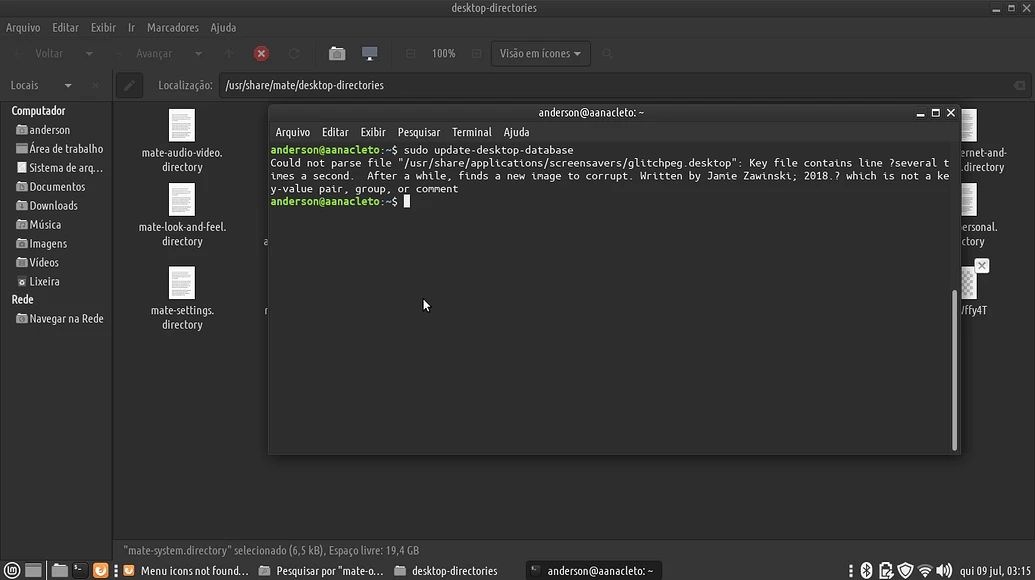 desktop-directories
Arquivo Editar Exibir Ir Marcadores Ajuda
Voltar Avançar 100% Visão em ícones
Locais Localização: /usr/share/mate/desktop-directories
Computador
anderson
Área de trabalho
Sistema de arq...
Documentos
Downloads
Música
Imagens
Vídeos
Lixeira
Rede
Navegar na Rede
mate-audio-video.
directory
mate-look-and-feel.
directory
mate-settings.
directory
anderson@aanacleto: ~
Arquivo Editar Exibir Pesquisar Terminal Ajuda
anderson@aanacleto:~$ sudo update-desktop-database
Could not parse file "/usr/share/applications/screensavers/glitchpeg.desktop": Key file contains line ?several t
imes a second.  After a while, finds a new image to corrupt. Written by Jamie Zawinski; 2018.? which is not a ke
y-value pair, group, or comment
anderson@aanacleto:~$
ernet-and-
.directory
ersonal.
ctory
"mate-system.directory" selecionado (6,5 kB), Espaço livre: 19,4 GB
Menu icons not foun... Pesquisar por "mate-o... desktop-directories anderson@aanacleto: ~ qui 09 jul, 03:15